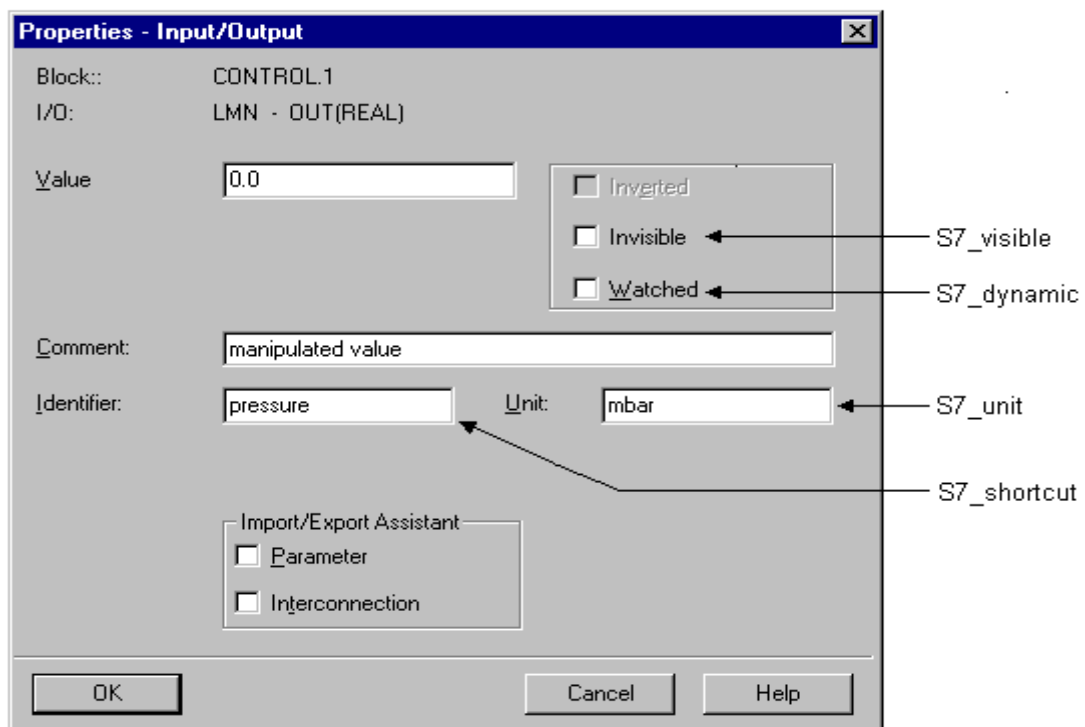 Properties - Input/Output
Block:: CONTROL.1
I/O: LMN - OUT(REAL)
Value 0.0
Inverted
Invisible S7_visible
Watched S7_dynamic
Comment: manipulated value
Identifier: pressure Unit: mbar S7_unit
S7_shortcut
Import/Export Assistant
Parameter
Interconnection
OK Cancel Help